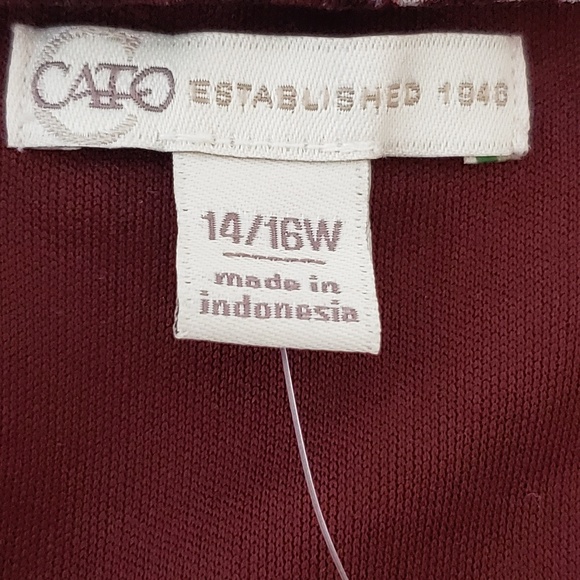 CATO ESTABLISHED 1946
14/16W
made in
indonesia